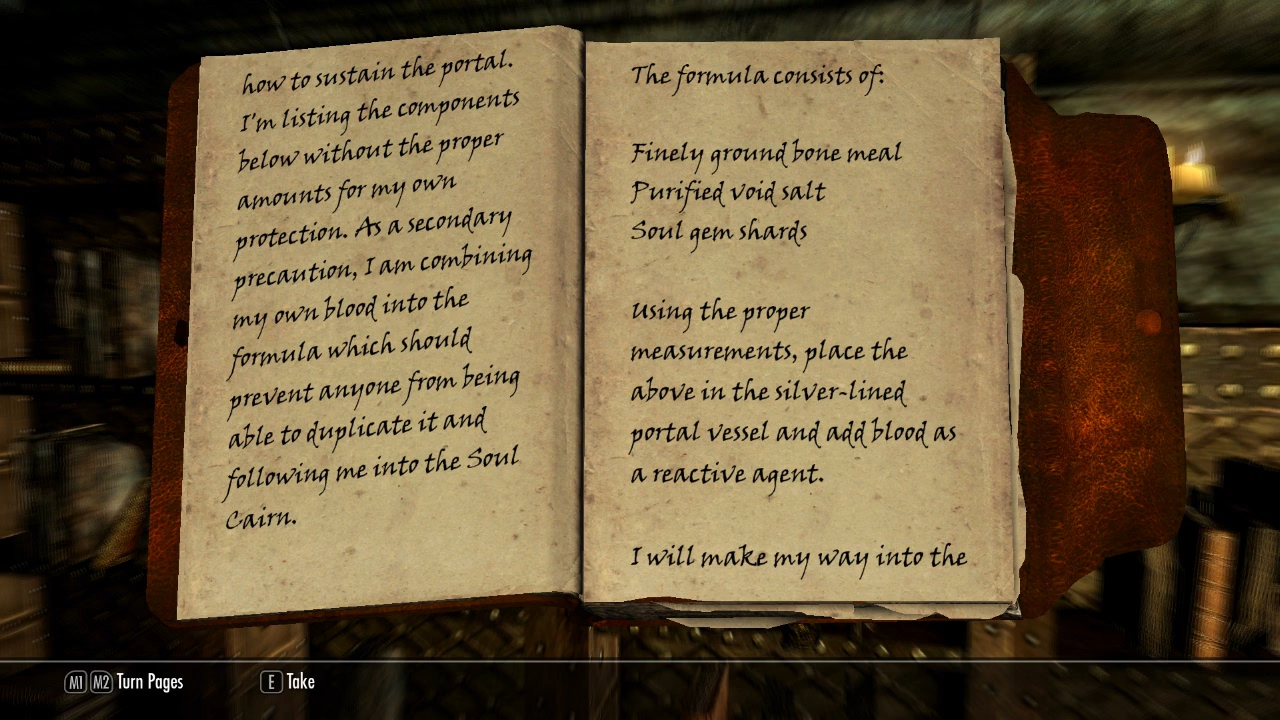 how to sustain the portal.
I'm listing the components
below without the proper
amounts for my own
protection. As a secondary
precaution, I am combining
my own blood into the
formula which should
prevent anyone from being
able to duplicate it and
following me into the Soul
Cairn.
The formula consists of:
Finely ground bone meal
Purified void salt
Soul gem shards
Using the proper
measurements, place the
above in the silver-lined
portal vessel and add blood as
a reactive agent.
I will make my way into the
M1 M2 Turn Pages
E Take